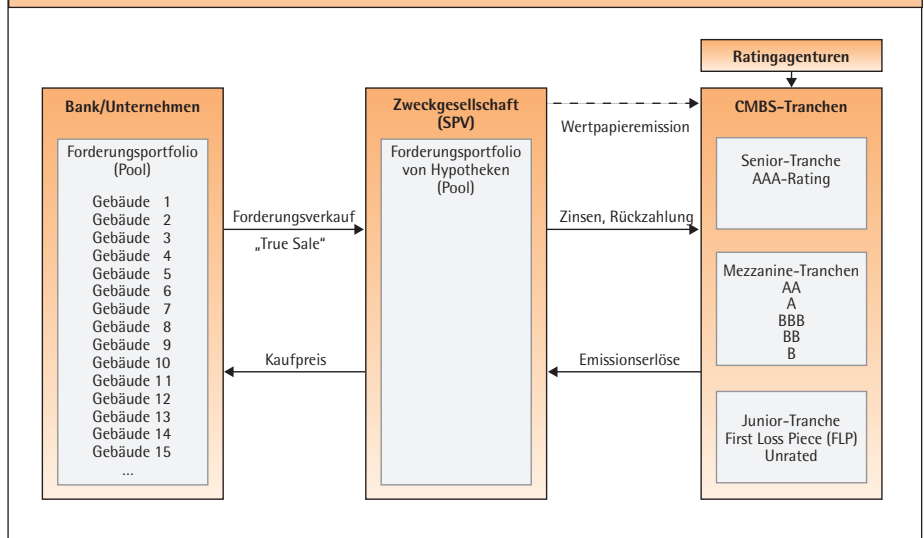 Ratingagenturen
Bank/Unternehmen
Forderungsportfolio
(Pool)
Gebäude 1
Gebäude 2
Gebäude 3
Gebäude 4
Gebäude 5
Gebäude 6
Gebäude 7
Gebäude 8
Gebäude 9
Gebäude 10
Gebäude 11
Gebäude 12
Gebäude 13
Gebäude 14
Gebäude 15
...
Forderungsverkauf
„True Sale“
Kaufpreis
Zweckgesellschaft
(SPV)
Forderungsportfolio
von Hypotheken
(Pool)
Wertpapieremission
Zinsen, Rückzahlung
Emissionserlöse
CMBS-Tranchen
Senior-Tranche
AAA-Rating
Mezzanine-Tranchen
AA
A
BBB
BB
B
Junior-Tranche
First Loss Piece (FLP)
Unrated